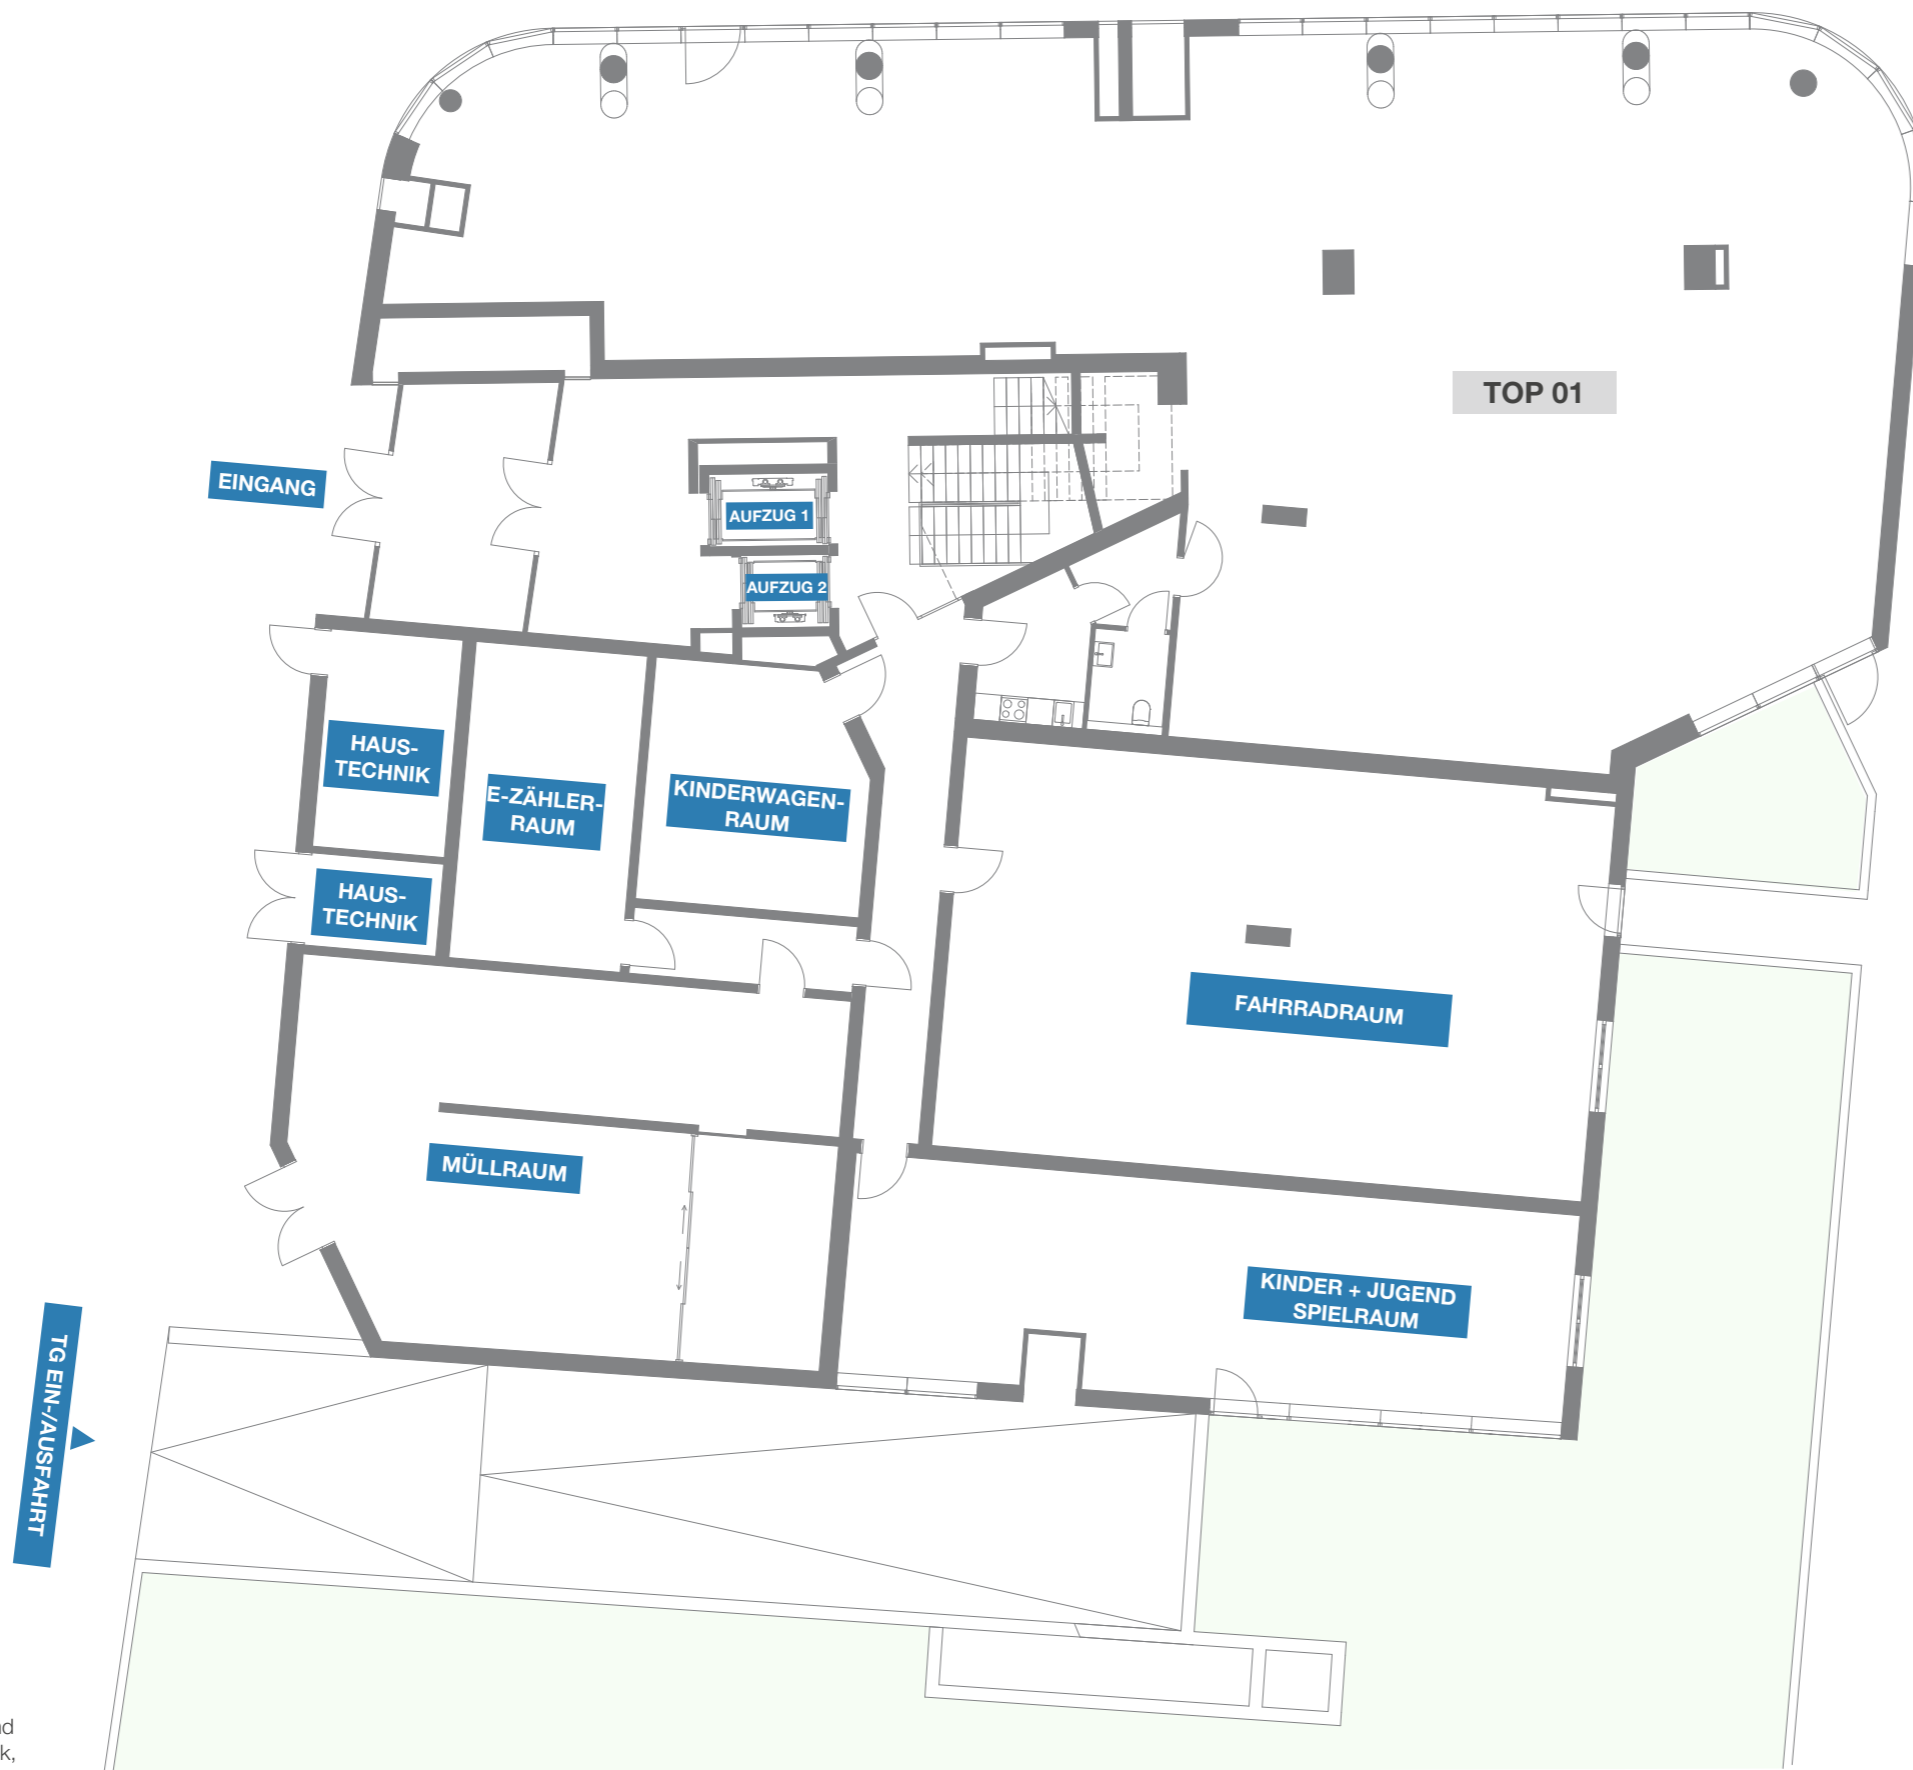 TOP 01
EINGANG
AUFZUG 1
AUFZUG 2
HAUS-
TECHNIK
E-ZÄHLER-
RAUM
KINDERWAGEN-
RAUM
HAUS-
TECHNIK
FAHRRADRAUM
MÜLLRAUM
KINDER + JUGEND
SPIELRAUM
TG EIN-/AUSFAHRT